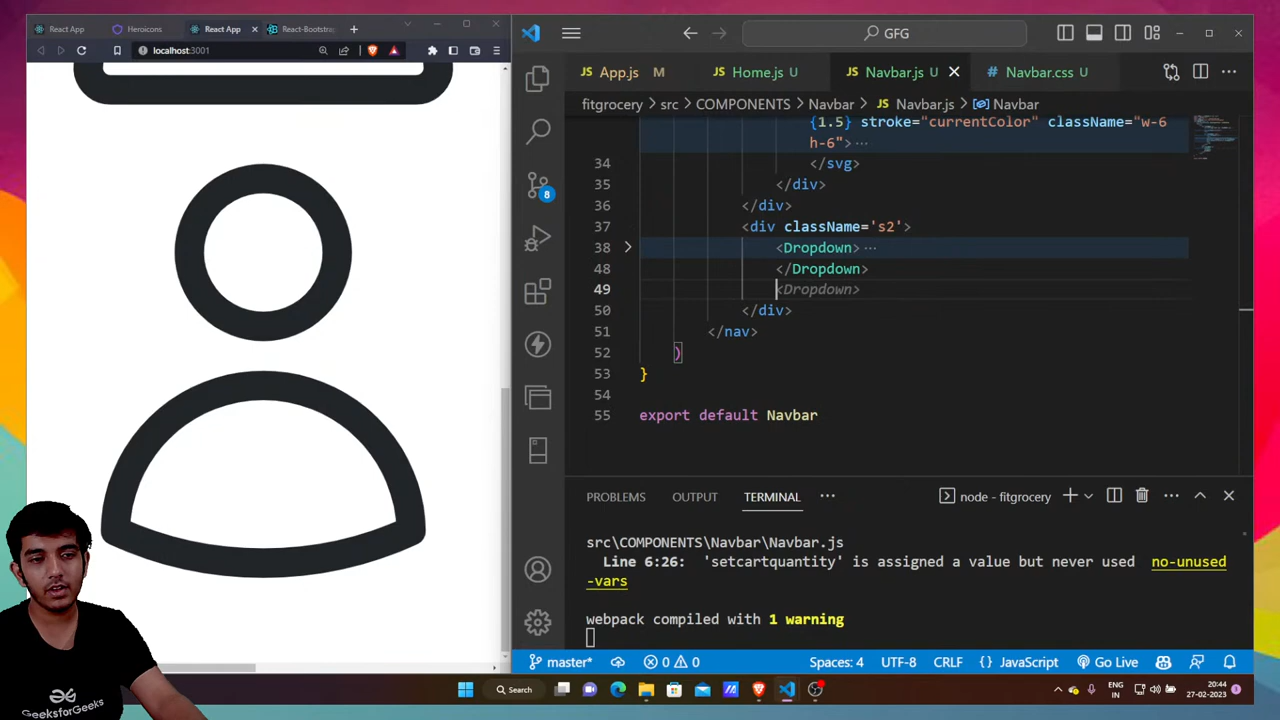 React App
Heroicons
React App
React-Bootstrap
localhost:3001
GFG
App.js M
Home.js U
Navbar.js U
Navbar.css U
fitgrocery > src > COMPONENTS > Navbar > Navbar.js > Navbar
{1.5} stroke="currentColor" className="w-6
h-6">
34 </svg>
35 </div>
36 </div>
37 <div className='s2'>
38 <Dropdown>
48 </Dropdown>
49 <Dropdown>
50 </div>
51 </nav>
52 )
53 }
54
55 export default Navbar
PROBLEMS OUTPUT TERMINAL
node - fitgrocery
src\COMPONENTS\Navbar\Navbar.js
Line 6:26: 'setcartquantity' is assigned a value but never used no-unused
-vars
webpack compiled with 1 warning
8
master* 0 0 Spaces: 4 UTF-8 CRLF {} JavaScript Go Live
Search
ENG
IN
20:44
27-02-2023
GeeksforGeeks